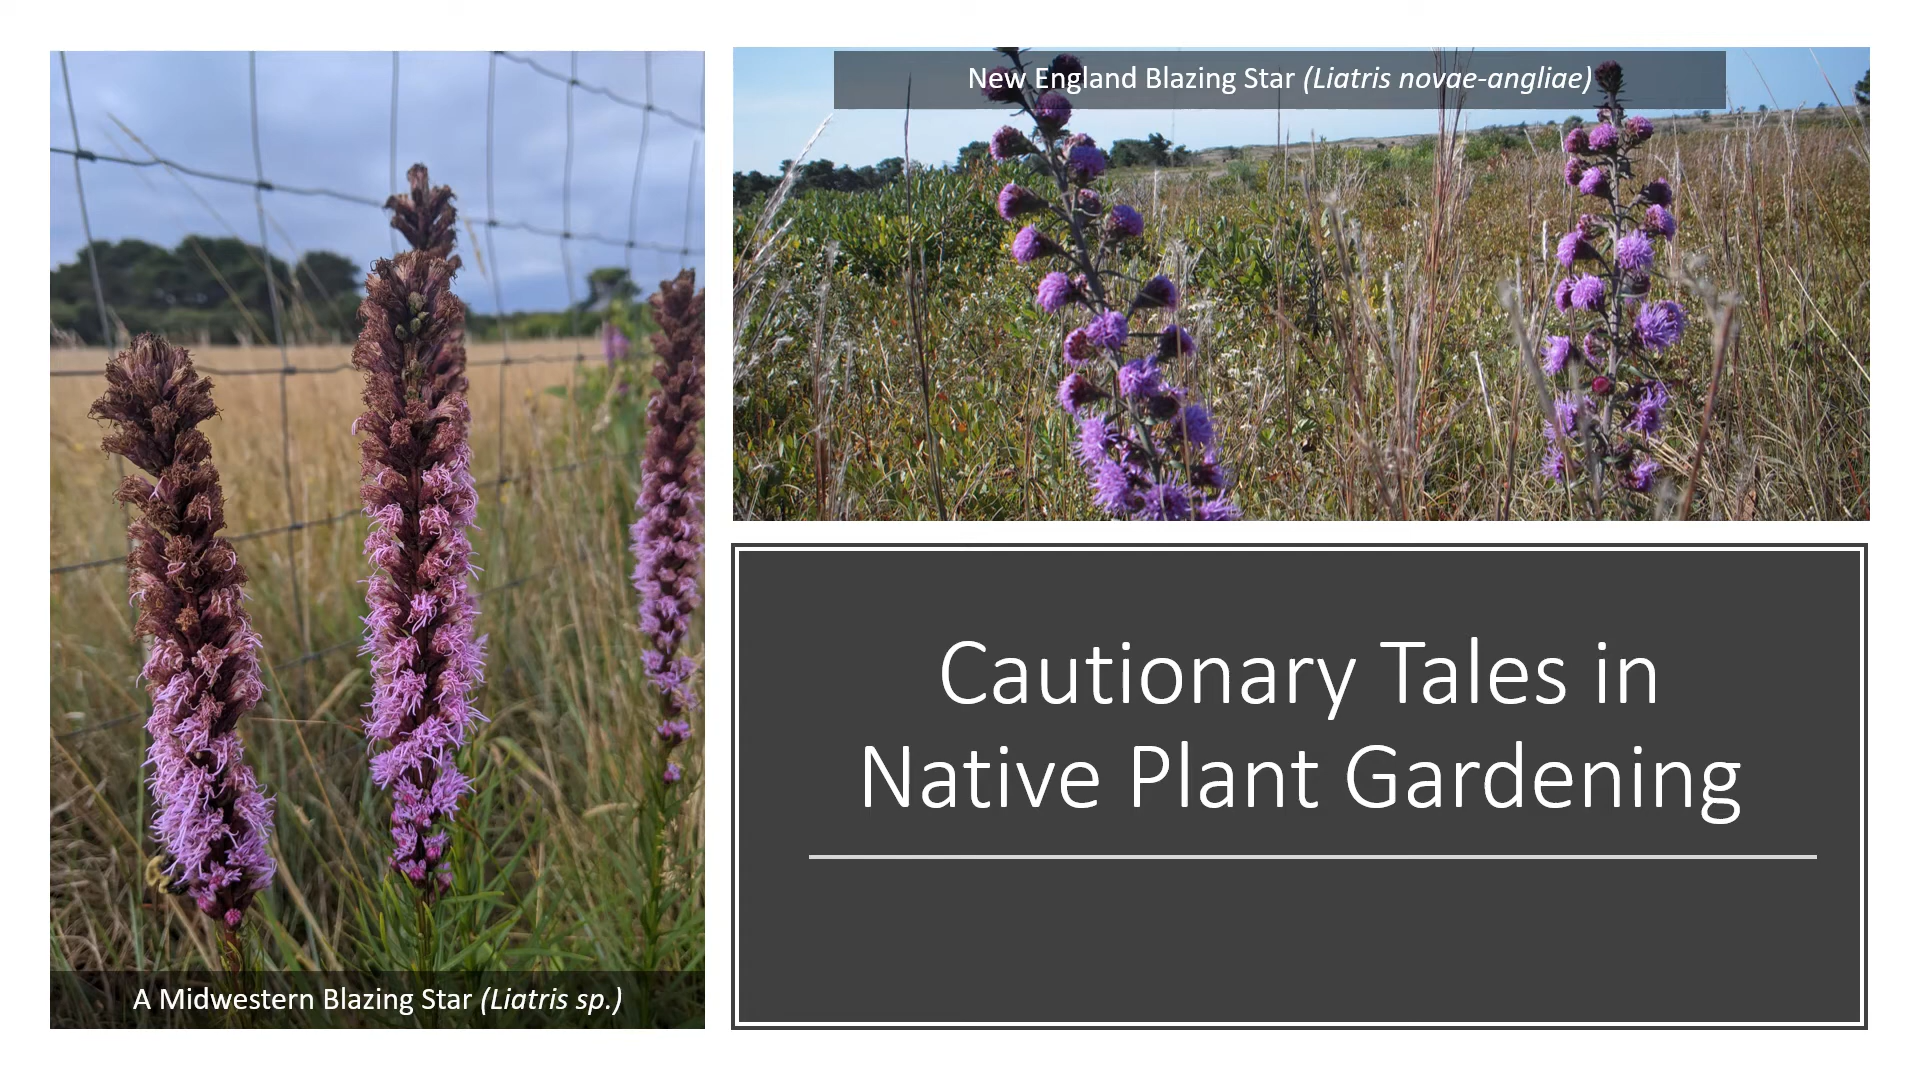 New England Blazing Star (Liatris novae-angliae)
Cautionary Tales in
Native Plant Gardening
A Midwestern Blazing Star (Liatris sp.)